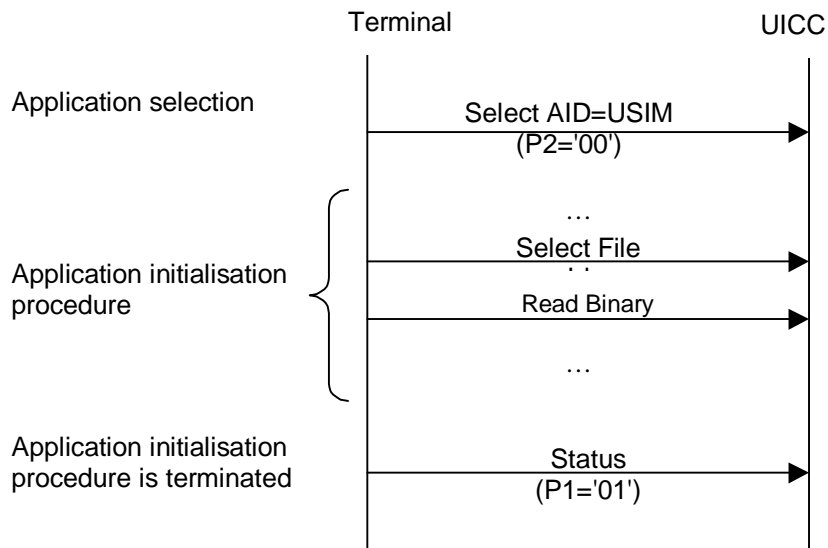 Terminal
UICC
Application selection
Select AID=USIM
(P2='00')
…
Select File
. .
Application initialisation
procedure
Read Binary
…
Application initialisation
procedure is terminated
Status
(P1='01')